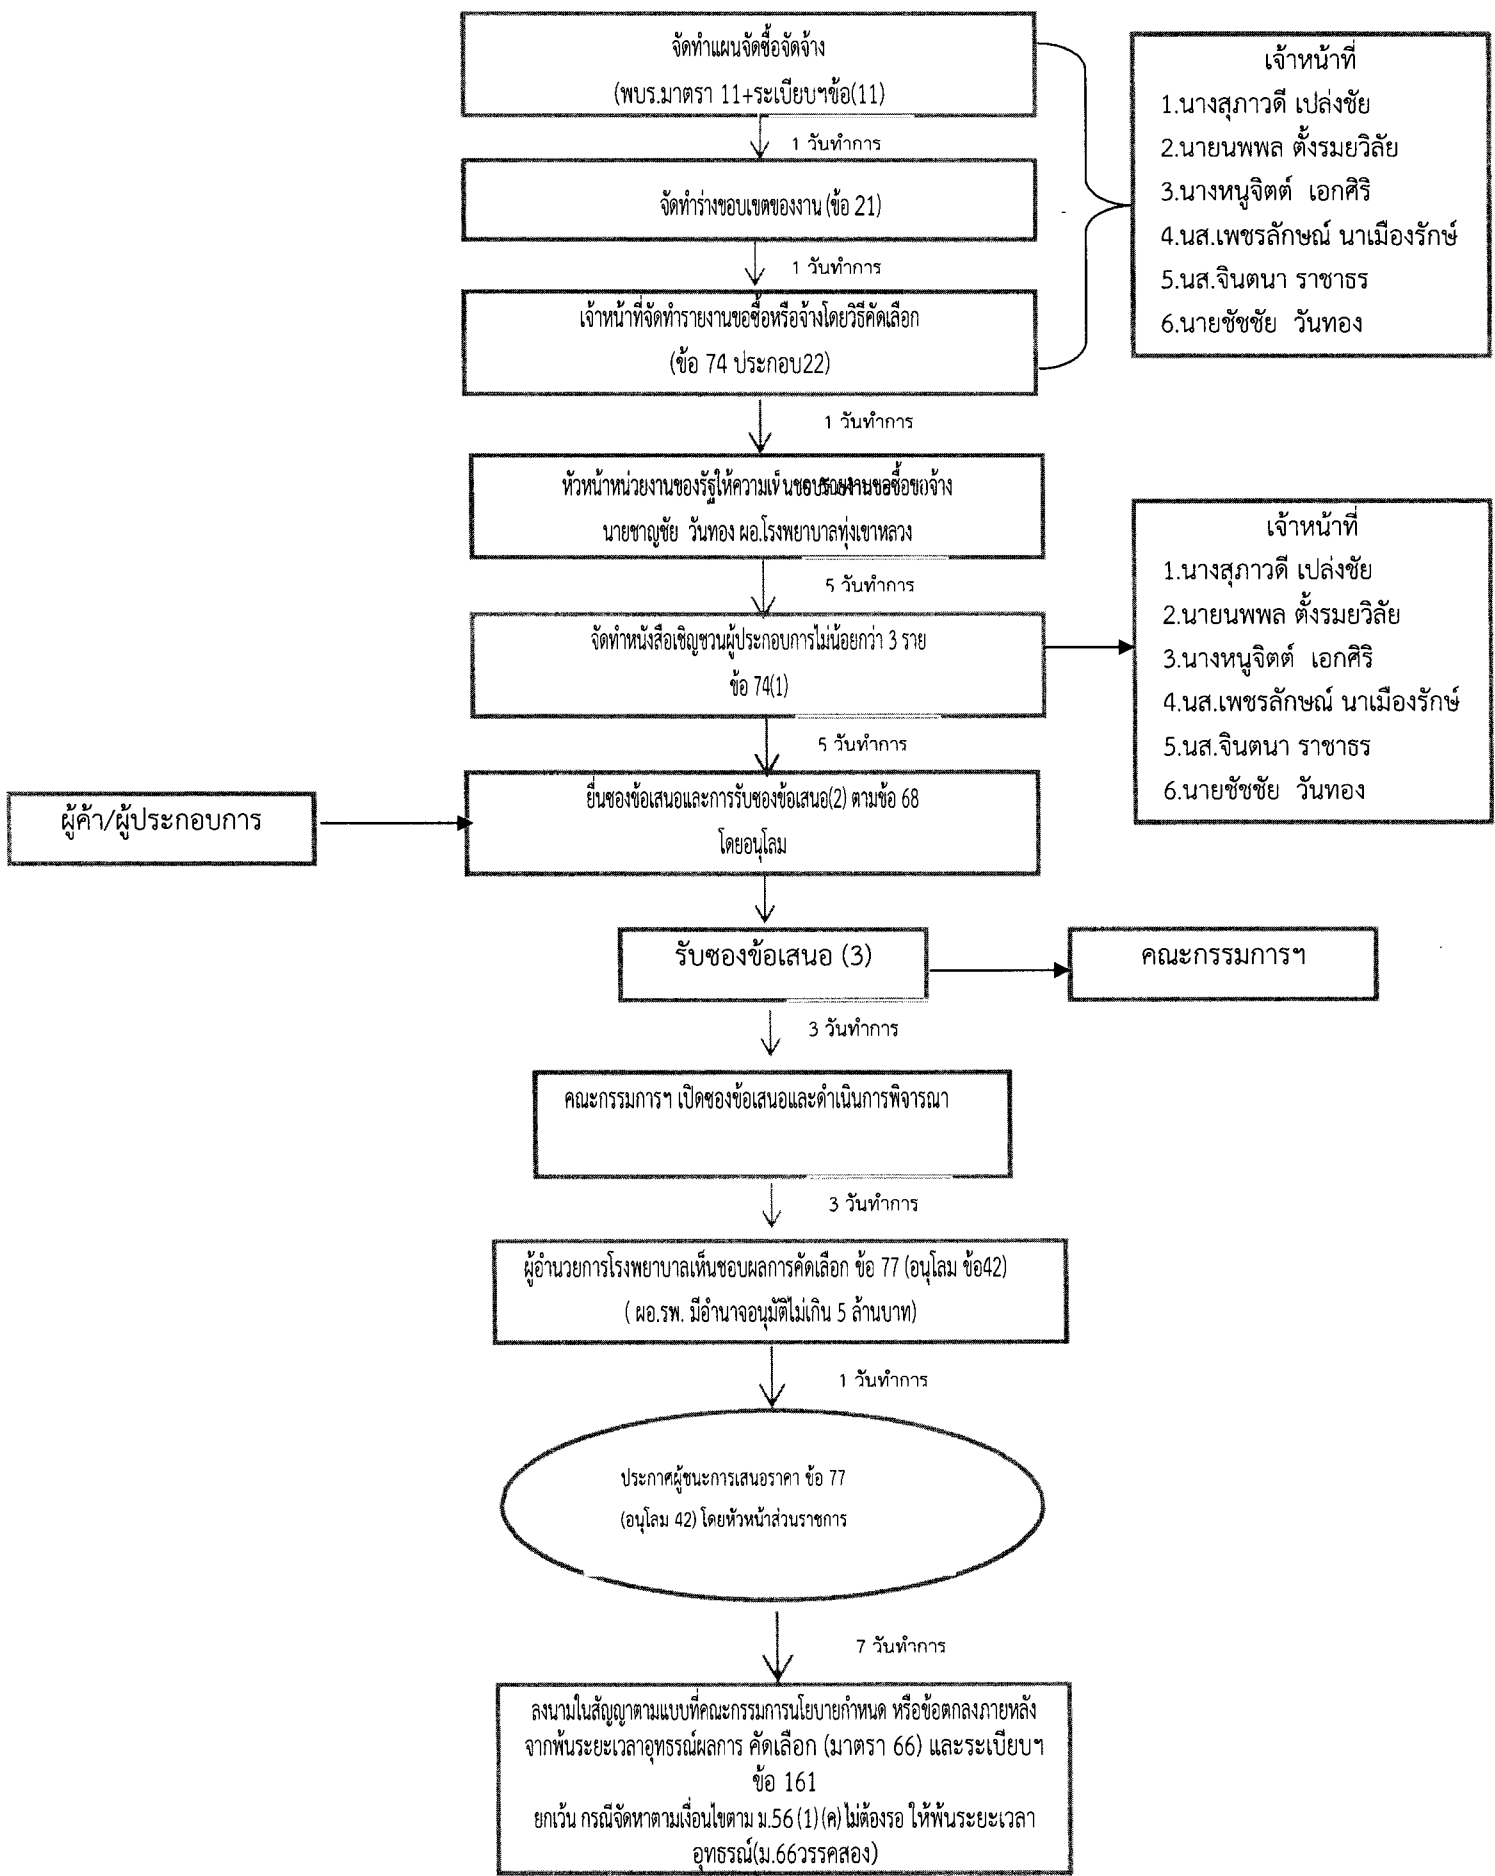 จัดทำแผนจัดซื้อจัดจ้าง
(พบร.มาตรา 11+ระเบียบฯข้อ(11)
เจ้าหน้าที่
1.นางสุภาวดี เปล่งชัย
2.นายนพพล ตั้งรมยวิลัย
3.นางหนูจิตต์ เอกศิริ
4.นส.เพชรลักษณ์ นาเมืองรักษ์
5.นส.จินตนา ราชาธร
6.นายชัชชัย วันทอง
1 วันทำการ
จัดทำร่างขอบเขตของงาน (ข้อ 21)
1 วันทำการ
เจ้าหน้าที่จัดทำรายงานขอซื้อหรือจ้างโดยวิธีคัดเลือก
(ข้อ 74 ประกอบ22)
1 วันทำการ
หัวหน้าหน่วยงานของรัฐให้ความเห็นชอบรายงานขอซื้อขอจ้าง
นายชาญชัย วันทอง ผอ.โรงพยาบาลทุ่งเขาหลวง
5 วันทำการ
จัดทำหนังสือเชิญชวนผู้ประกอบการไม่น้อยกว่า 3 ราย
ข้อ 74(1)
เจ้าหน้าที่
1.นางสุภาวดี เปล่งชัย
2.นายนพพล ตั้งรมยวิลัย
3.นางหนูจิตต์ เอกศิริ
4.นส.เพชรลักษณ์ นาเมืองรักษ์
5.นส.จินตนา ราชาธร
6.นายชัชชัย วันทอง
5 วันทำการ
ผู้ค้า/ผู้ประกอบการ
ยื่นซองข้อเสนอและการรับซองข้อเสนอ(2) ตามข้อ 68
โดยอนุโลม
รับซองข้อเสนอ (3)
คณะกรรมการฯ
3 วันทำการ
คณะกรรมการฯ เปิดซองข้อเสนอและดำเนินการพิจารณา
3 วันทำการ
ผู้อำนวยการโรงพยาบาลเห็นชอบผลการคัดเลือก ข้อ 77 (อนุโลม ข้อ42)
( ผอ.รพ. มีอำนาจอนุมัติไม่เกิน 5 ล้านบาท)
1 วันทำการ
ประกาศผู้ชนะการเสนอราคา ข้อ 77
(อนุโลม 42) โดยหัวหน้าส่วนราชการ
7 วันทำการ
ลงนามในสัญญาตามแบบที่คณะกรรมการนโยบายกำหนด หรือข้อตกลงภายหลัง
จากพ้นระยะเวลาอุทธรณ์ผลการ คัดเลือก (มาตรา 66) และระเบียบฯ
ข้อ 161
ยกเว้น กรณีจัดหาตามเงื่อนไขตาม ม.56 (1) (ค) ไม่ต้องรอ ให้พ้นระยะเวลา
อุทธรณ์(ม.66วรรคสอง)